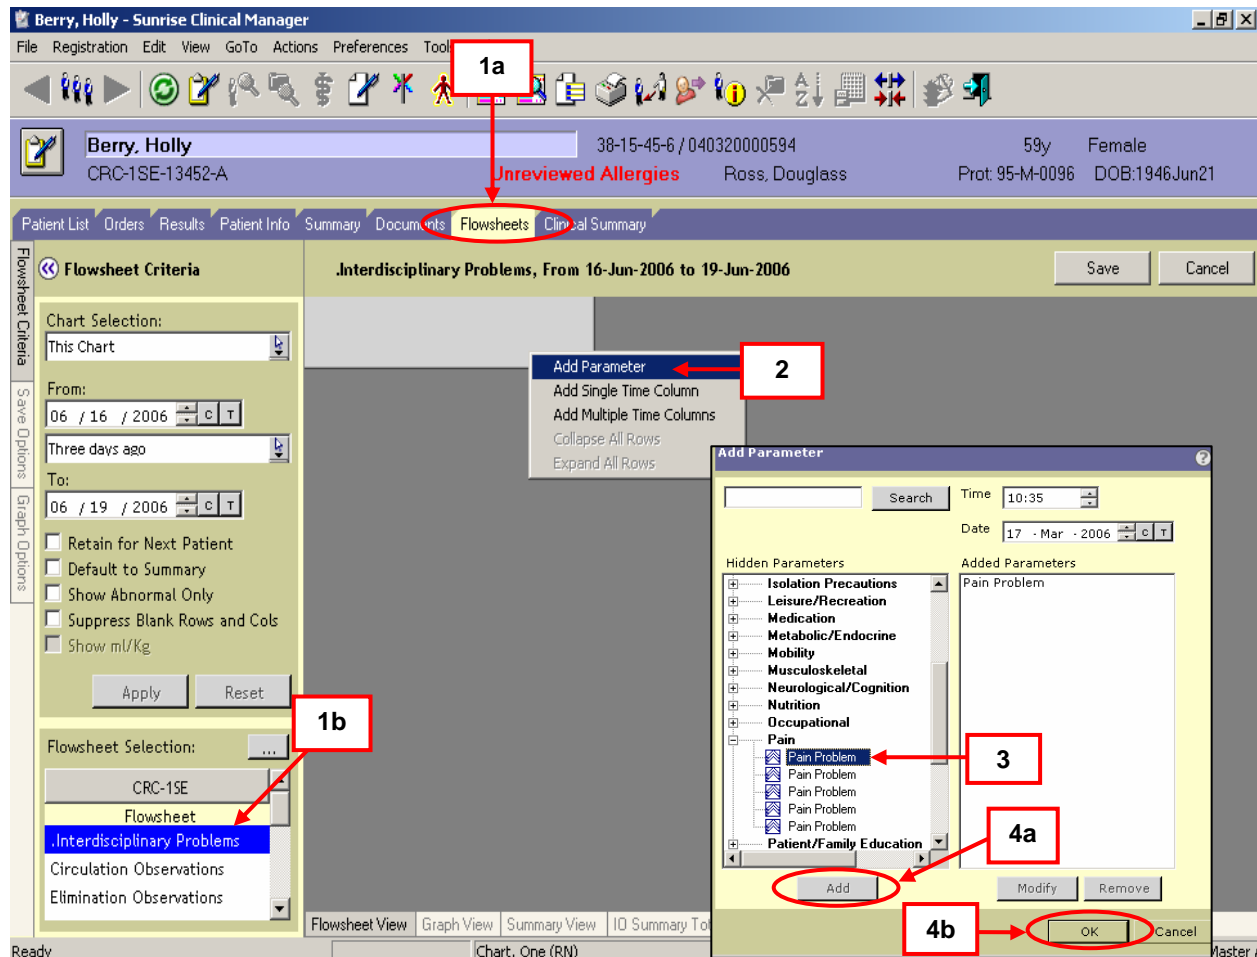 Berry, Holly - Sunrise Clinical Manager
File Registration Edit View GoTo Actions Preferences
1a
Berry, Holly 38-15-45-6 / 040320000594 59y Female
CRC-1SE-13452-A Unreviewed Allergies Ross, Douglass Prot: 95-M-0096 DOB:1946Jun21
Patient List Orders Results Patient Info Summary Documents Flowsheets Clinical Summary
Flowsheet Criteria
Save Options
Graph Options
Flowsheet Criteria
.Interdisciplinary Problems, From 16-Jun-2006 to 19-Jun-2006
Save Cancel
Chart Selection:
This Chart
From:
06 / 16 / 2006 C T
Three days ago
To:
06 / 19 / 2006 C T
Retain for Next Patient
Default to Summary
Show Abnormal Only
Suppress Blank Rows and Cols
Show ml/Kg
Apply Reset
1b
Flowsheet Selection: ...
CRC-1SE
Flowsheet
.Interdisciplinary Problems
Circulation Observations
Elimination Observations
Add Parameter
Add Single Time Column
Add Multiple Time Columns
Collapse All Rows
Expand All Rows
2
Add Parameter ?
Search Time 10:35
Date 17 - Mar - 2006 C T
Hidden Parameters
Isolation Precautions
Leisure/Recreation
Medication
Metabolic/Endocrine
Mobility
Musculoskeletal
Neurological/Cognition
Nutrition
Occupational
Pain
Pain Problem
Pain Problem
Pain Problem
Pain Problem
Pain Problem
Patient/Family Education
Added Parameters
Pain Problem
3
4a
Add Modify Remove
4b
OK Cancel
Flowsheet View Graph View Summary View IO Summary
Ready Chart, One (RN) Master